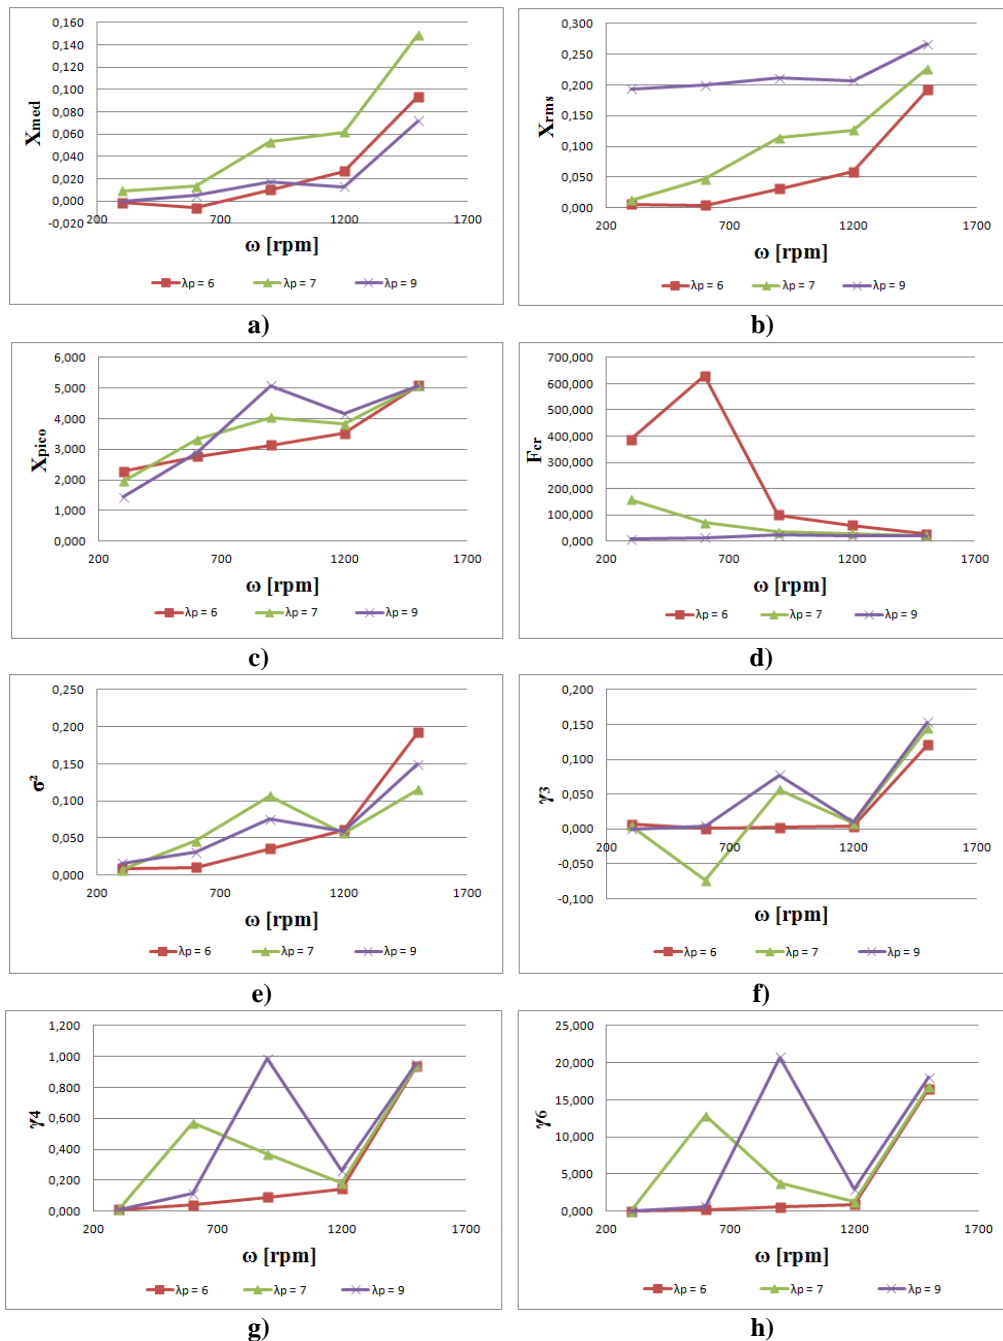 0,160
0,140
0,120
0,100
0,080
0,060
0,040
0,020
0,000
-0,020
200 700 1200 1700
Xmed
ω [rpm]
λp = 6 λp = 7 λp = 9
a)
0,300
0,250
0,200
0,150
0,100
0,050
0,000
200 700 1200 1700
Xrms
ω [rpm]
λp = 6 λp = 7 λp = 9
b)
6,000
5,000
4,000
3,000
2,000
1,000
0,000
200 700 1200 1700
Xpico
ω [rpm]
λp = 6 λp = 7 λp = 9
c)
700,000
600,000
500,000
400,000
300,000
200,000
100,000
0,000
200 700 1200 1700
Fcr
ω [rpm]
λp = 6 λp = 7 λp = 9
d)
0,250
0,200
0,150
0,100
0,050
0,000
200 700 1200 1700
σ²
ω [rpm]
λp = 6 λp = 7 λp = 9
e)
0,200
0,150
0,100
0,050
0,000
-0,050
-0,100
200 700 1200 1700
γ3
ω [rpm]
λp = 6 λp = 7 λp = 9
f)
1,200
1,000
0,800
0,600
0,400
0,200
0,000
200 700 1200 1700
γ4
ω [rpm]
λp = 6 λp = 7 λp = 9
g)
25,000
20,000
15,000
10,000
5,000
0,000
200 700 1200 1700
γ6
ω [rpm]
λp = 6 λp = 7 λp = 9
h)